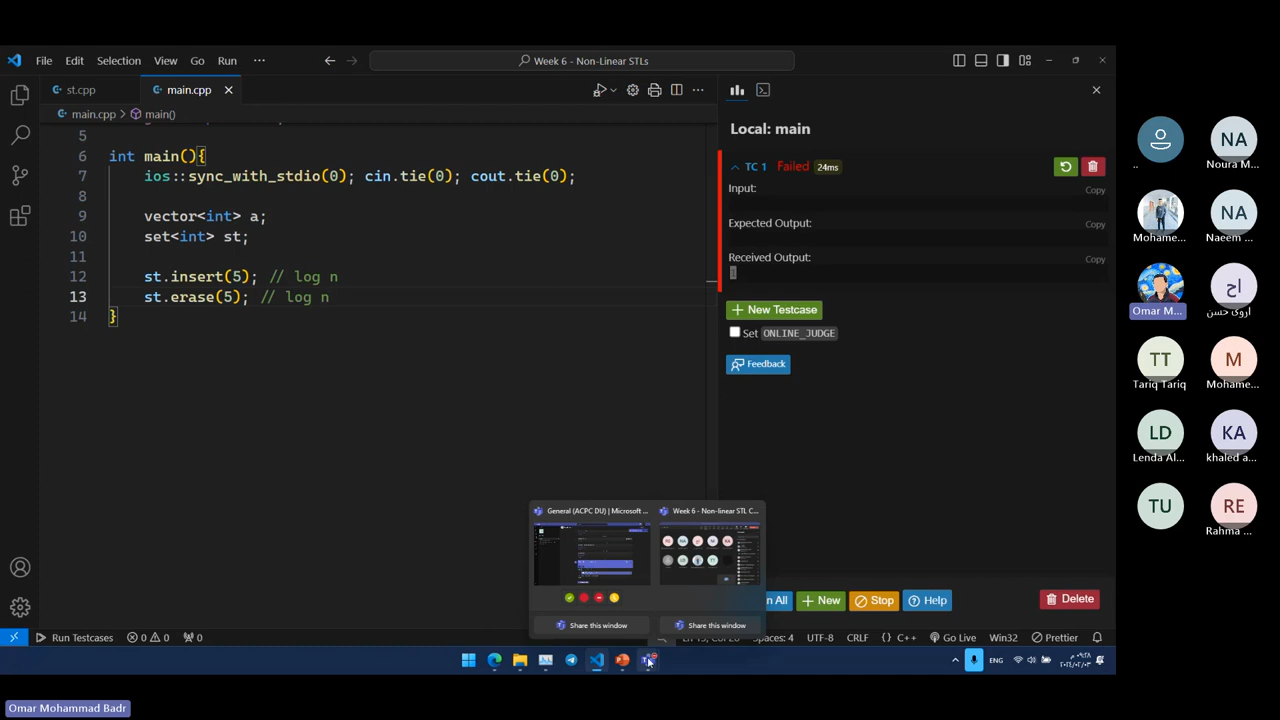 File Edit Selection View Go Run ··· Week 6 - Non-Linear STLs
st.cpp main.cpp
main.cpp > main()
5
6 int main(){
7 ios::sync_with_stdio(0); cin.tie(0); cout.tie(0);
8
9 vector<int> a;
10 set<int> st;
11
12 st.insert(5); // log n
13 st.erase(5); // log n
14 }
Local: main
TC 1 Failed 24ms
Input:
Copy
Expected Output:
Copy
Received Output:
Copy
+ New Testcase
Set ONLINE_JUDGE
Feedback
General (ACPC DU) | Microsoft ...
Week 6 - Non-linear STL C...
Share this window
Share this window
n All + New Stop Help Delete
Run Testcases 0 0 0
Spaces: 4 UTF-8 CRLF {} C++ Go Live Win32 Prettier
ENG
..
NA
Noura M...
Mohame...
NA
Naeem ...
Omar M...
اح
اروى حسن
TT
Tariq Tariq
M
Mohame...
LD
Lenda Al...
KA
khaled a...
TU
RE
Rahma ...
Omar Mohammad Badr